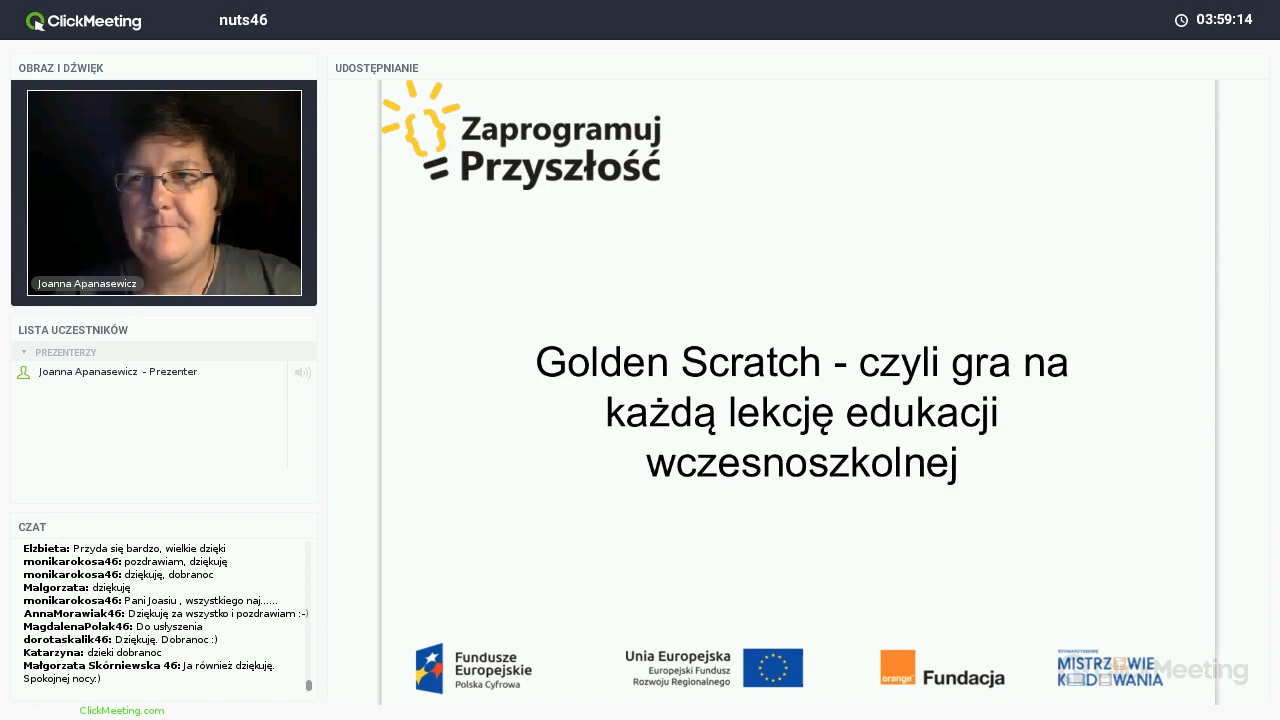 ClickMeeting
nuts46
03:59:14
OBRAZ I DŹWIĘK
Joanna Apanasewicz
LISTA UCZESTNIKÓW
PREZENTERZY
Joanna Apanasewicz - Prezenter
CZAT
Elzbieta: Przyda się bardzo, wielkie dzięki
monikarokosa46: pozdrawiam, dziękuję
monikarokosa46: dziękuję, dobranoc
Malgorzata: dziękuję
monikarokosa46: Pani Joasiu , wszystkiego naj......
AnnaMorawiak46: Dziękuję za wszystko i pozdrawiam :-)
MagdalenaPolak46: Do usłyszenia
dorotaskalik46: Dziękuję. Dobranoc :)
Katarzyna: dzieki dobranoc
Małgorzata Skórniewska 46: Ja również dziękuję.
Spokojnej nocy:)
ClickMeeting.com
UDOSTĘPNIANIE
Zaprogramuj
Przyszłość
Golden Scratch - czyli gra na
każdą lekcję edukacji
wczesnoszkolnej
Fundusze
Europejskie
Polska Cyfrowa
Unia Europejska
Europejski Fundusz
Rozwoju Regionalnego
orange
Fundacja
STOWARZYSZENIE
MISTRZOWIE
KODOWANIA
ClickMeeting